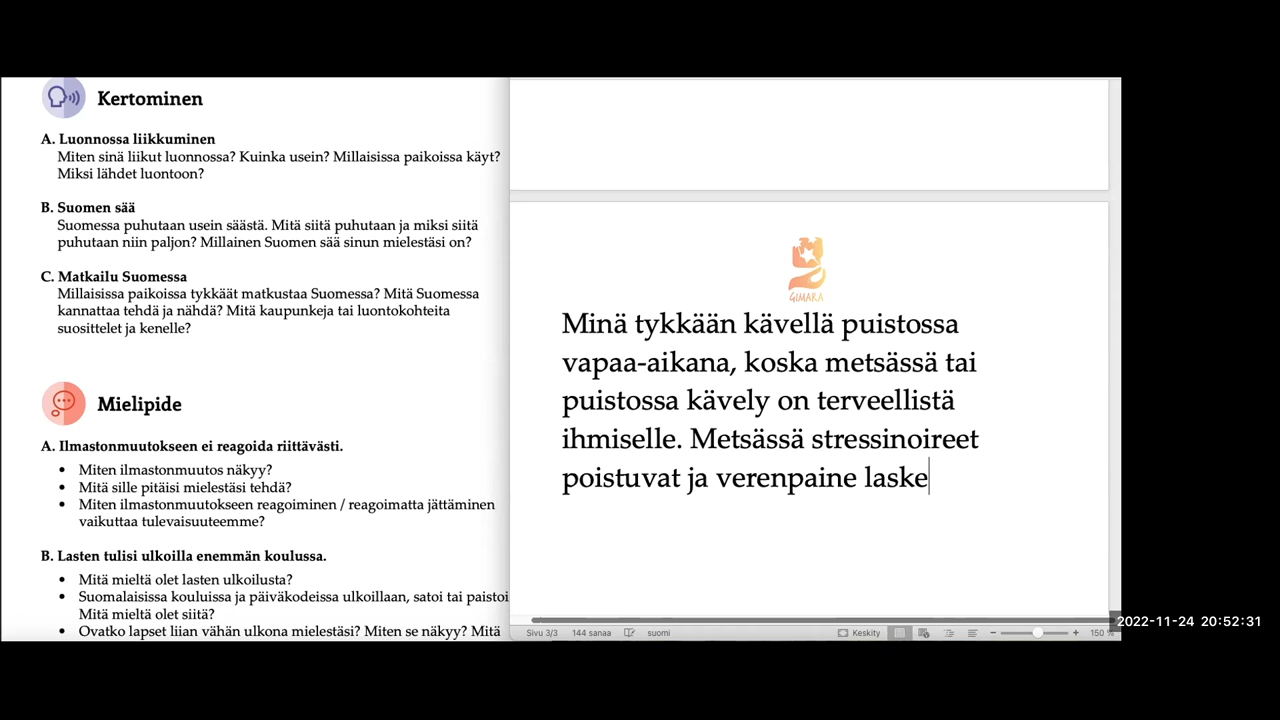 Kertominen
A. Luonnossa liikkuminen
Miten sinä liikut luonnossa? Kuinka usein? Millaisissa paikoissa käyt?
Miksi lähdet luontoon?
B. Suomen sää
Suomessa puhutaan usein säästä. Mitä siitä puhutaan ja miksi siitä
puhutaan niin paljon? Millainen Suomen sää sinun mielestäsi on?
C. Matkailu Suomessa
Millaisissa paikoissa tykkäät matkustaa Suomessa? Mitä Suomessa
kannattaa tehdä ja nähdä? Mitä kaupunkeja tai luontokohteita
suosittelet ja kenelle?
Mielipide
A. Ilmastonmuutokseen ei reagoida riittävästi.
• Miten ilmastonmuutos näkyy?
• Mitä sille pitäisi mielestäsi tehdä?
• Miten ilmastonmuutokseen reagoiminen / reagoimatta jättäminen
vaikuttaa tulevaisuuteemme?
B. Lasten tulisi ulkoilla enemmän koulussa.
• Mitä mieltä olet lasten ulkoilusta?
• Suomalaisissa kouluissa ja päiväkodeissa ulkoillaan, satoi tai paistoi
Mitä mieltä olet siitä?
• Ovatko lapset liian vähän ulkona mielestäsi? Miten se näkyy? Mitä
GIMARA
Minä tykkään kävellä puistossa
vapaa-aikana, koska metsässä tai
puistossa kävely on terveellistä
ihmiselle. Metsässä stressinoireet
poistuvat ja verenpaine laske
Sivu 3/3 144 sanaa suomi Keskity 150 %
2022-11-24 20:52:31